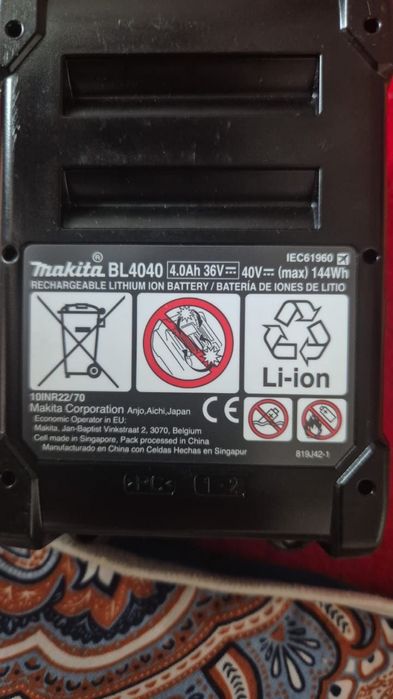 IEC61960
makita® BL4040 4.0Ah 36V⎓ 40V⎓ (max) 144Wh
RECHARGEABLE LITHIUM ION BATTERY / BATERÍA DE IONES DE LITIO
Li-ion
10INR22/70
Makita Corporation Anjo,Aichi,Japan
Economic Operator in EU:
Makita, Jan-Baptist Vinkstraat 2, 3070, Belgium
Cell made in Singapore, Pack processed in China
Manufacturado en China con Celdas Hechas en Singapur
CE
819J42-1